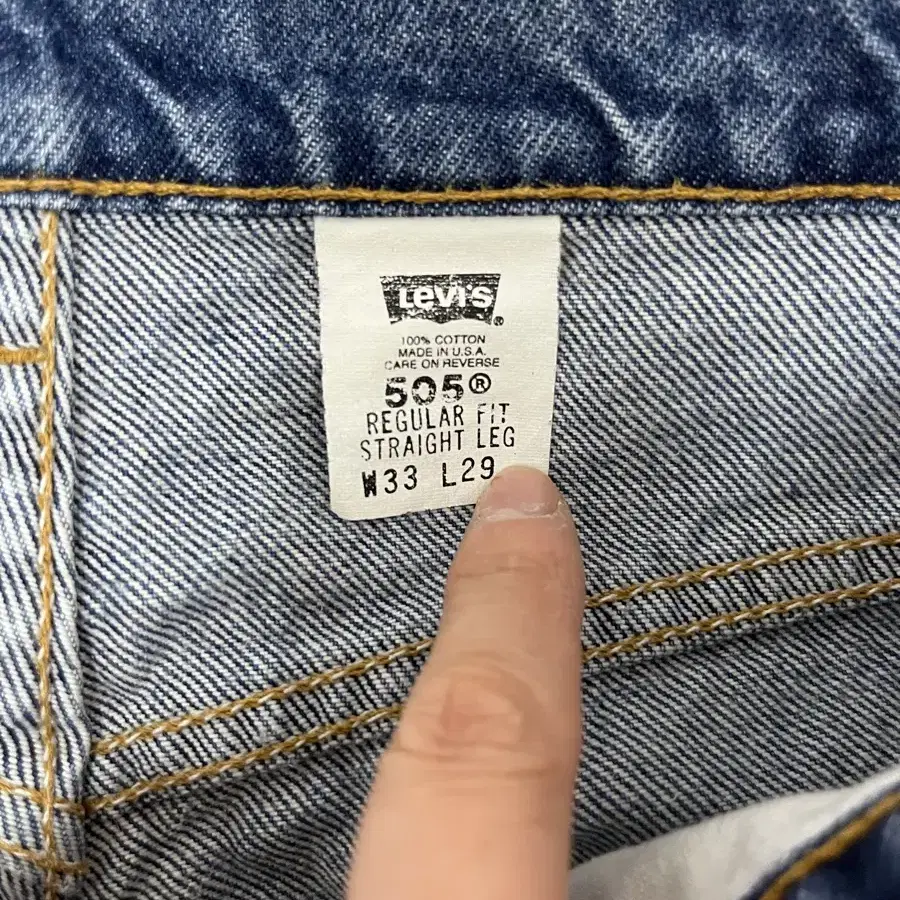 LEVI'S®
100% COTTON
MADE IN U.S.A.
CARE ON REVERSE
505®
REGULAR FIT
STRAIGHT LEG
W33 L29